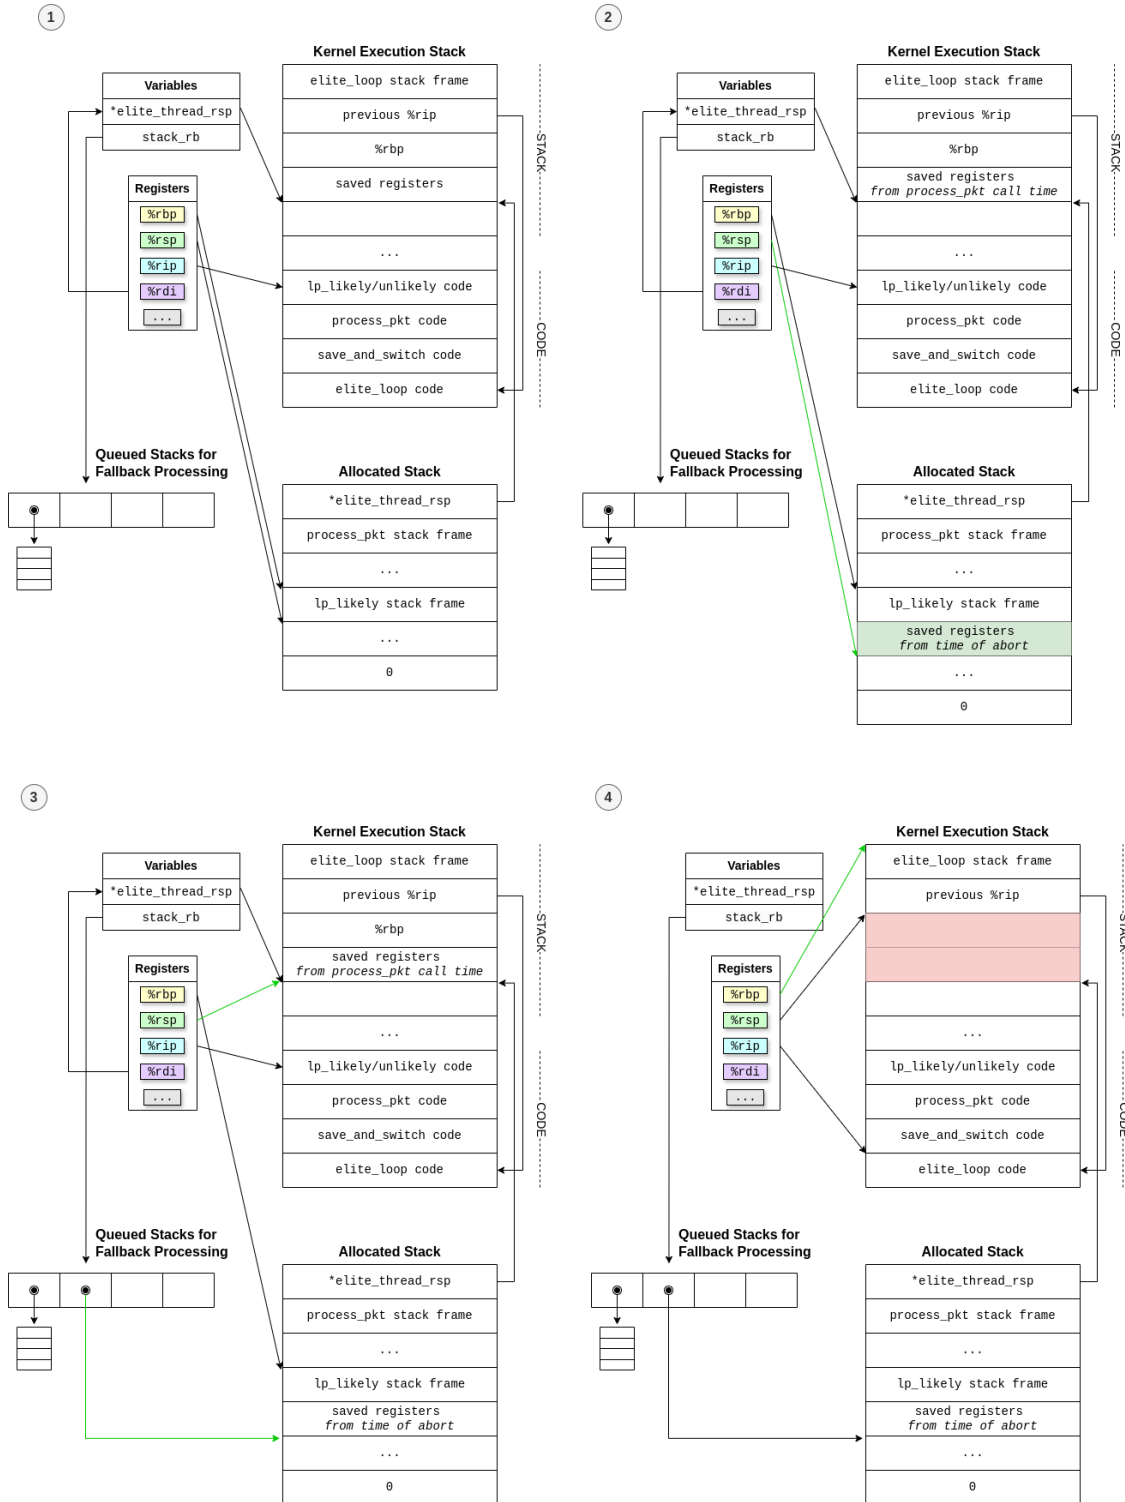 1
Kernel Execution Stack
Variables
*elite_thread_rsp
stack_rb
Registers
%rbp
%rsp
%rip
%rdi
...
elite_loop stack frame
previous %rip
%rbp
saved registers
...
lp_likely/unlikely code
process_pkt code
save_and_switch code
elite_loop code
STACK
CODE
Queued Stacks for
Fallback Processing
Allocated Stack
*elite_thread_rsp
process_pkt stack frame
...
lp_likely stack frame
...
0
2
Kernel Execution Stack
Variables
*elite_thread_rsp
stack_rb
Registers
%rbp
%rsp
%rip
%rdi
...
elite_loop stack frame
previous %rip
%rbp
saved registers
from process_pkt call time
...
lp_likely/unlikely code
process_pkt code
save_and_switch code
elite_loop code
STACK
CODE
Queued Stacks for
Fallback Processing
Allocated Stack
*elite_thread_rsp
process_pkt stack frame
...
lp_likely stack frame
saved registers
from time of abort
...
0
3
Kernel Execution Stack
Variables
*elite_thread_rsp
stack_rb
Registers
%rbp
%rsp
%rip
%rdi
...
elite_loop stack frame
previous %rip
%rbp
saved registers
from process_pkt call time
...
lp_likely/unlikely code
process_pkt code
save_and_switch code
elite_loop code
STACK
CODE
Queued Stacks for
Fallback Processing
Allocated Stack
*elite_thread_rsp
process_pkt stack frame
...
lp_likely stack frame
saved registers
from time of abort
...
0
4
Kernel Execution Stack
Variables
*elite_thread_rsp
stack_rb
Registers
%rbp
%rsp
%rip
%rdi
...
elite_loop stack frame
previous %rip
...
lp_likely/unlikely code
process_pkt code
save_and_switch code
elite_loop code
STACK
CODE
Queued Stacks for
Fallback Processing
Allocated Stack
*elite_thread_rsp
process_pkt stack frame
...
lp_likely stack frame
saved registers
from time of abort
...
0